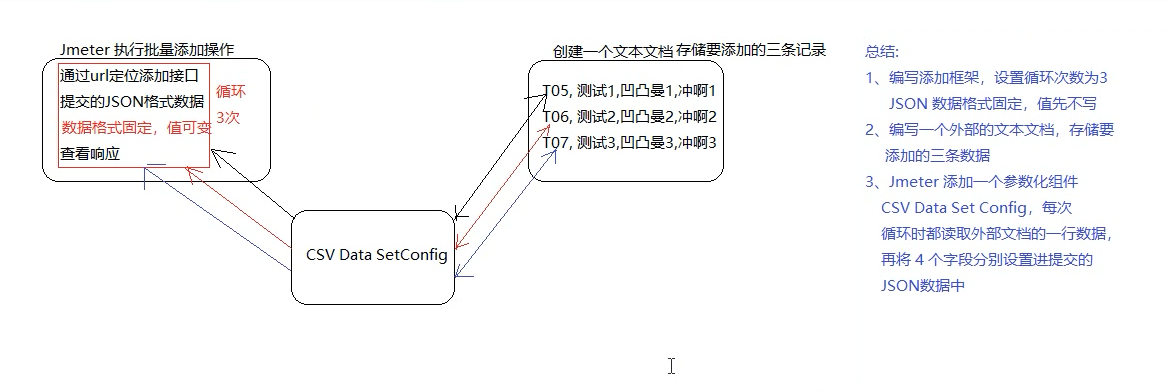 Jmeter 执行批量添加操作
通过url定位添加接口
提交的JSON格式数据
数据格式固定，值可变
查看响应
循环
3次
创建一个文本文档 存储要添加的三条记录
T05, 测试1,凹凸曼1,冲啊1
T06, 测试2,凹凸曼2,冲啊2
T07, 测试3,凹凸曼3,冲啊3
CSV Data SetConfig
总结:
1、编写添加框架，设置循环次数为3
JSON 数据格式固定，值先不写
2、编写一个外部的文本文档，存储要
添加的三条数据
3、Jmeter 添加一个参数化组件
CSV Data Set Config，每次
循环时都读取外部文档的一行数据，
再将 4 个字段分别设置进提交的
JSON数据中